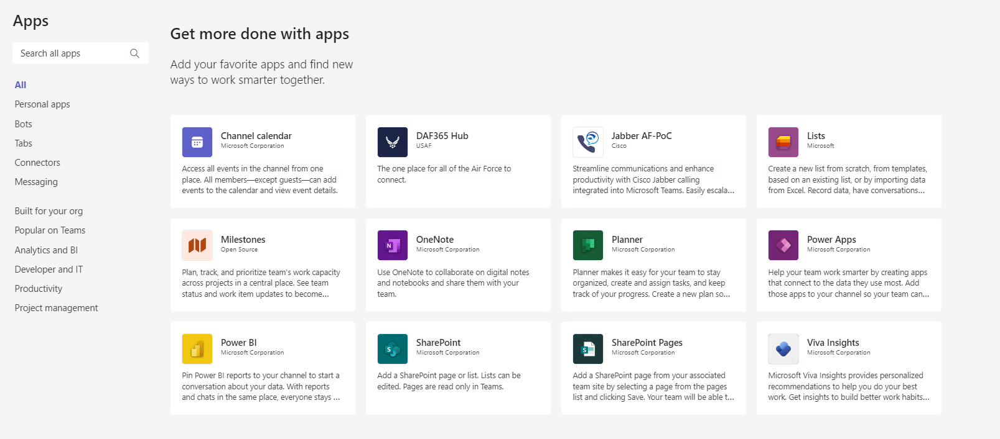 Apps
Search all apps
All
Personal apps
Bots
Tabs
Connectors
Messaging
Built for your org
Popular on Teams
Analytics and BI
Developer and IT
Productivity
Project management
Get more done with apps
Add your favorite apps and find new
ways to work smarter together.
Channel calendar
Microsoft Corporation
Access all events in the channel from one
place. All members—except guests—can add
events to the calendar and view event details.
DAF365 Hub
USAF
The one place for all of the Air Force to
connect.
Jabber AF-PoC
Cisco
Streamline communications and enhance
productivity with Cisco Jabber calling
integrated into Microsoft Teams. Easily escala...
Lists
Microsoft
Create a new list from scratch, from templates,
based on an existing list, or by importing data
from Excel. Record data, have conversations...
Milestones
Open Source
Plan, track, and prioritize team's work capacity
across projects in a central place. See team
status and work item updates to become...
N
OneNote
Microsoft Corporation
Use OneNote to collaborate on digital notes
and notebooks and share them with your
team.
Planner
Microsoft Corporation
Planner makes it easy for your team to stay
organized, create and assign tasks, and keep
track of your progress. Create a new plan so...
Power Apps
Microsoft Corporation
Help your team work smarter by creating apps
that connect to the data they use most. Add
those apps to your channel so your team can...
Power BI
Microsoft Corporation
Pin Power BI reports to your channel to start a
conversation about your data. With reports
and chats in the same place, everyone stays ...
S
SharePoint
Microsoft Corporation
Add a SharePoint page or list. Lists can be
edited. Pages are read only in Teams.
S
SharePoint Pages
Microsoft Corporation
Add a SharePoint page from your associated
team site by selecting a page from the pages
list and clicking Save. Your team will be able t...
Viva Insights
Microsoft Corporation
Microsoft Viva Insights provides personalized
recommendations to help you do your best
work. Get insights to build better work habits...